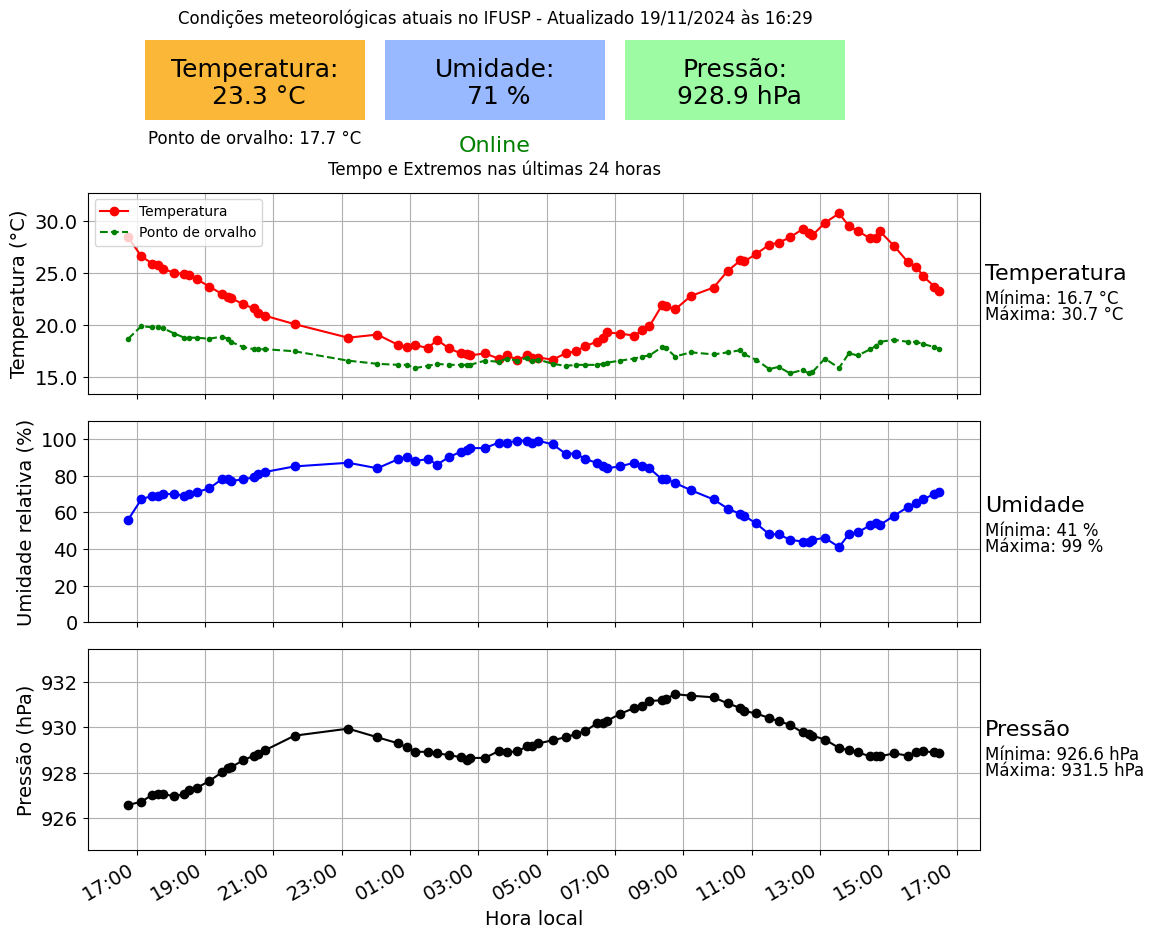 Condições meteorológicas atuais no IFUSP - Atualizado 19/11/2024 às 16:29
Temperatura:
23.3 °C
Umidade:
71 %
Pressão:
928.9 hPa
Ponto de orvalho: 17.7 °C
Online
Tempo e Extremos nas últimas 24 horas
Temperatura (°C)
30.0
25.0
20.0
15.0
Temperatura
Ponto de orvalho
Temperatura
Mínima: 16.7 °C
Máxima: 30.7 °C
Umidade relativa (%)
100
80
60
40
20
0
Umidade
Mínima: 41 %
Máxima: 99 %
Pressão (hPa)
932
930
928
926
Pressão
Mínima: 926.6 hPa
Máxima: 931.5 hPa
17:00 19:00 21:00 23:00 01:00 03:00 05:00 07:00 09:00 11:00 13:00 15:00 17:00
Hora local